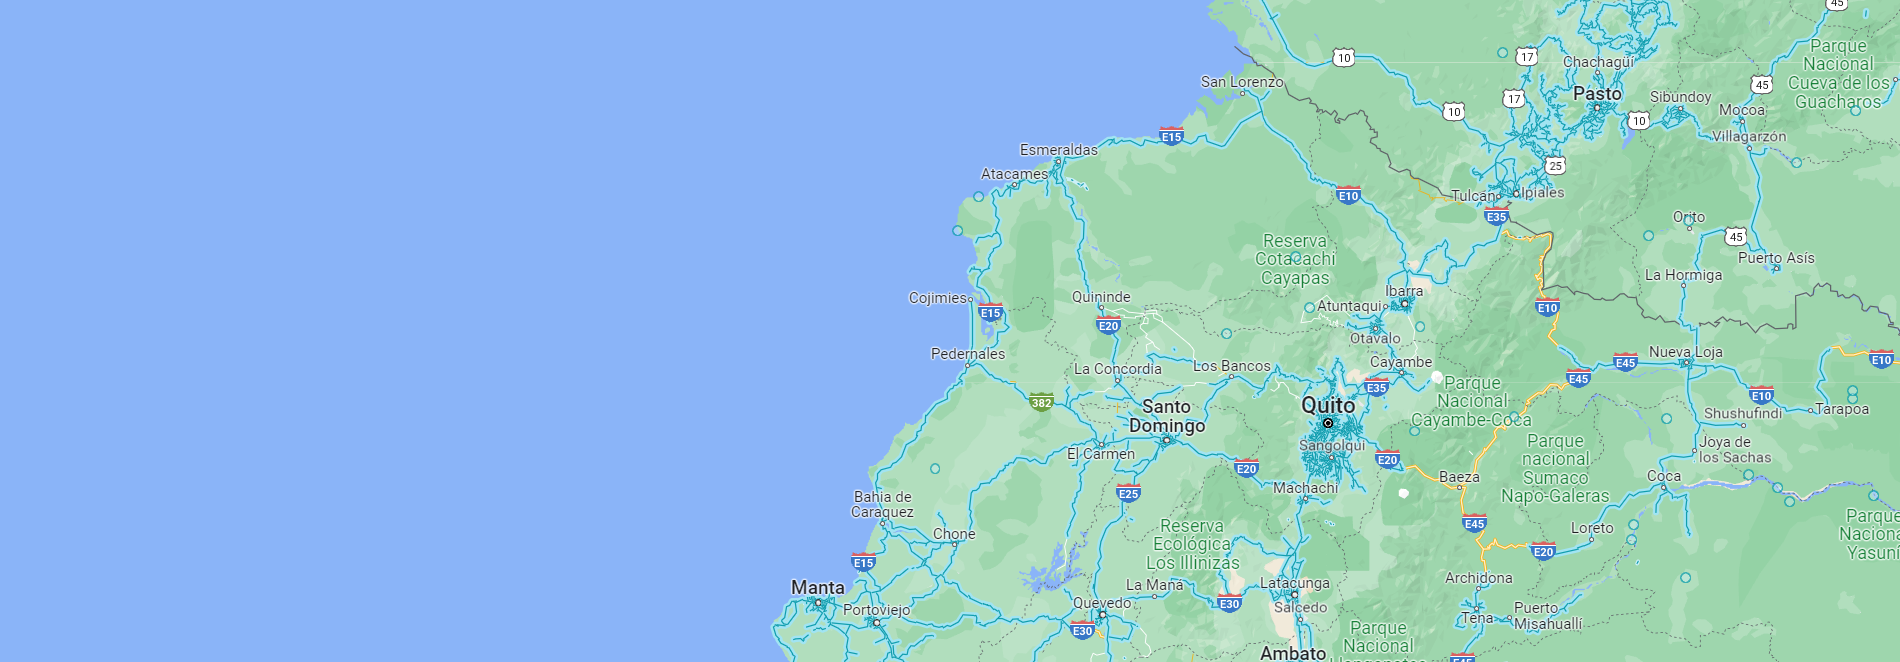 45
Parque
Nacional
Cueva de los
Guacharos
10
17
Chachagüí
San Lorenzo
45
Pasto
17
Sibundoy
10
Mocoa
10
E15
Villagarzón
Esmeraldas
25
Atacames
E10
Tulcán
Ipiales
E35
Orito
45
Reserva
Cotacachi
Cayapas
Puerto Asís
La Hormiga
Cojimies
Quininde
Ibarra
E15
Atuntaqui
E10
E20
Otavalo
Pedernales
Nueva Loja
E10
La Concordia
Los Bancos
Cayambe
E45
E45
E35
Parque
Nacional
Cayambe-Coca
E10
382
Quito
Santo
Domingo
Shushufindi
Tarapoa
Sangolqui
El Carmen
E20
E20
Parque
nacional
Sumaco
Napo-Galeras
Joya de
los Sachas
Baeza
Coca
Machachi
E25
Bahia de
Caraquez
Chone
Reserva
Ecológica
Los Illinizas
E45
Loreto
Parque
Naciona
Yasuní
E20
E15
Manta
La Maná
Latacunga
Archidona
Portoviejo
Quevedo
E30
Salcedo
Tena
Puerto
Misahuallí
E30
Parque
Nacional
Llanganates
Ambato
E45